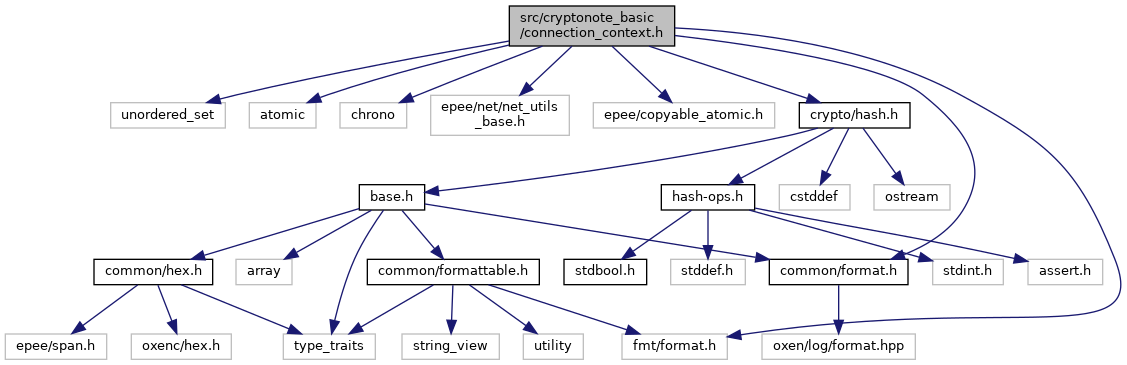 src/cryptonote_basic
/connection_context.h
unordered_set
atomic
chrono
epee/net/net_utils
_base.h
epee/copyable_atomic.h
crypto/hash.h
base.h
hash-ops.h
cstddef
ostream
common/hex.h
array
common/formattable.h
stdbool.h
stddef.h
common/format.h
stdint.h
assert.h
epee/span.h
oxenc/hex.h
type_traits
string_view
utility
fmt/format.h
oxen/log/format.hpp